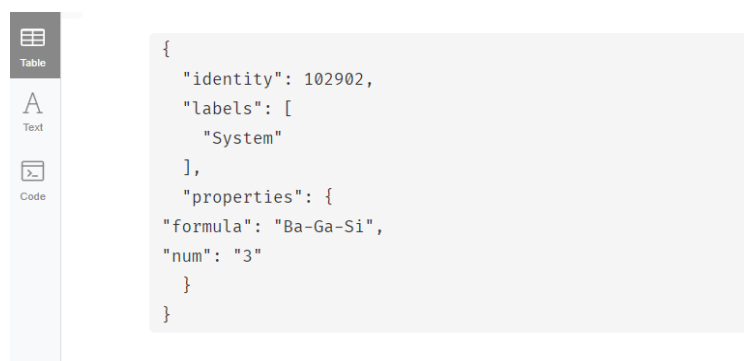 Table
Text
Code
{
"identity": 102902,
"labels": [
"System"
],
"properties": {
"formula": "Ba-Ga-Si",
"num": "3"
}
}